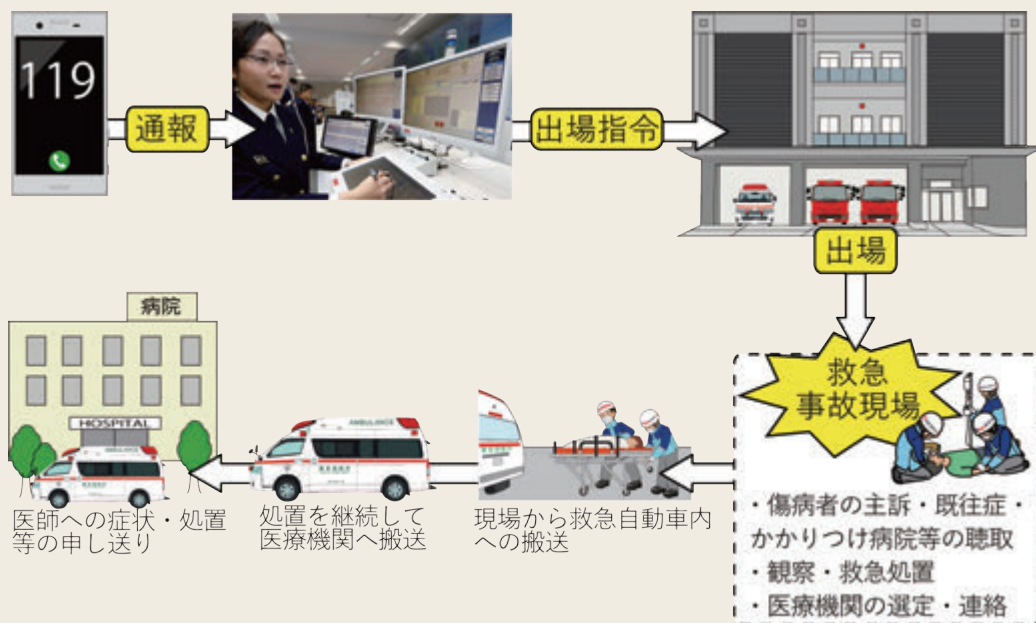 119
通報
出場指令
出場
救急
事故現場
・傷病者の主訴・既往症・
かかりつけ病院等の聴取
・観察・救急処置
・医療機関の選定・連絡
現場から救急自動車内
への搬送
AMBULANCE
処置を継続して
医療機関へ搬送
病院
HOSPITAL
医師への症状・処置
等の申し送り